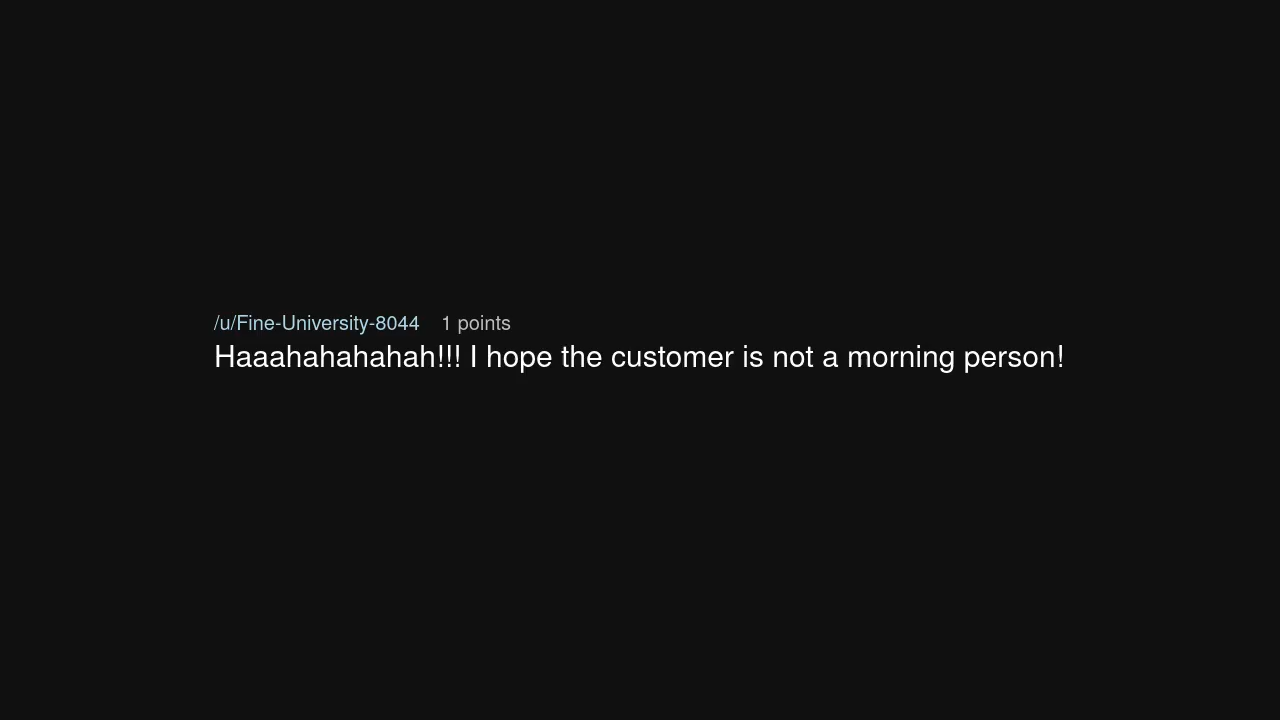 /u/Fine-University-8044 1 points
Haaahahahahah!!! I hope the customer is not a morning person!